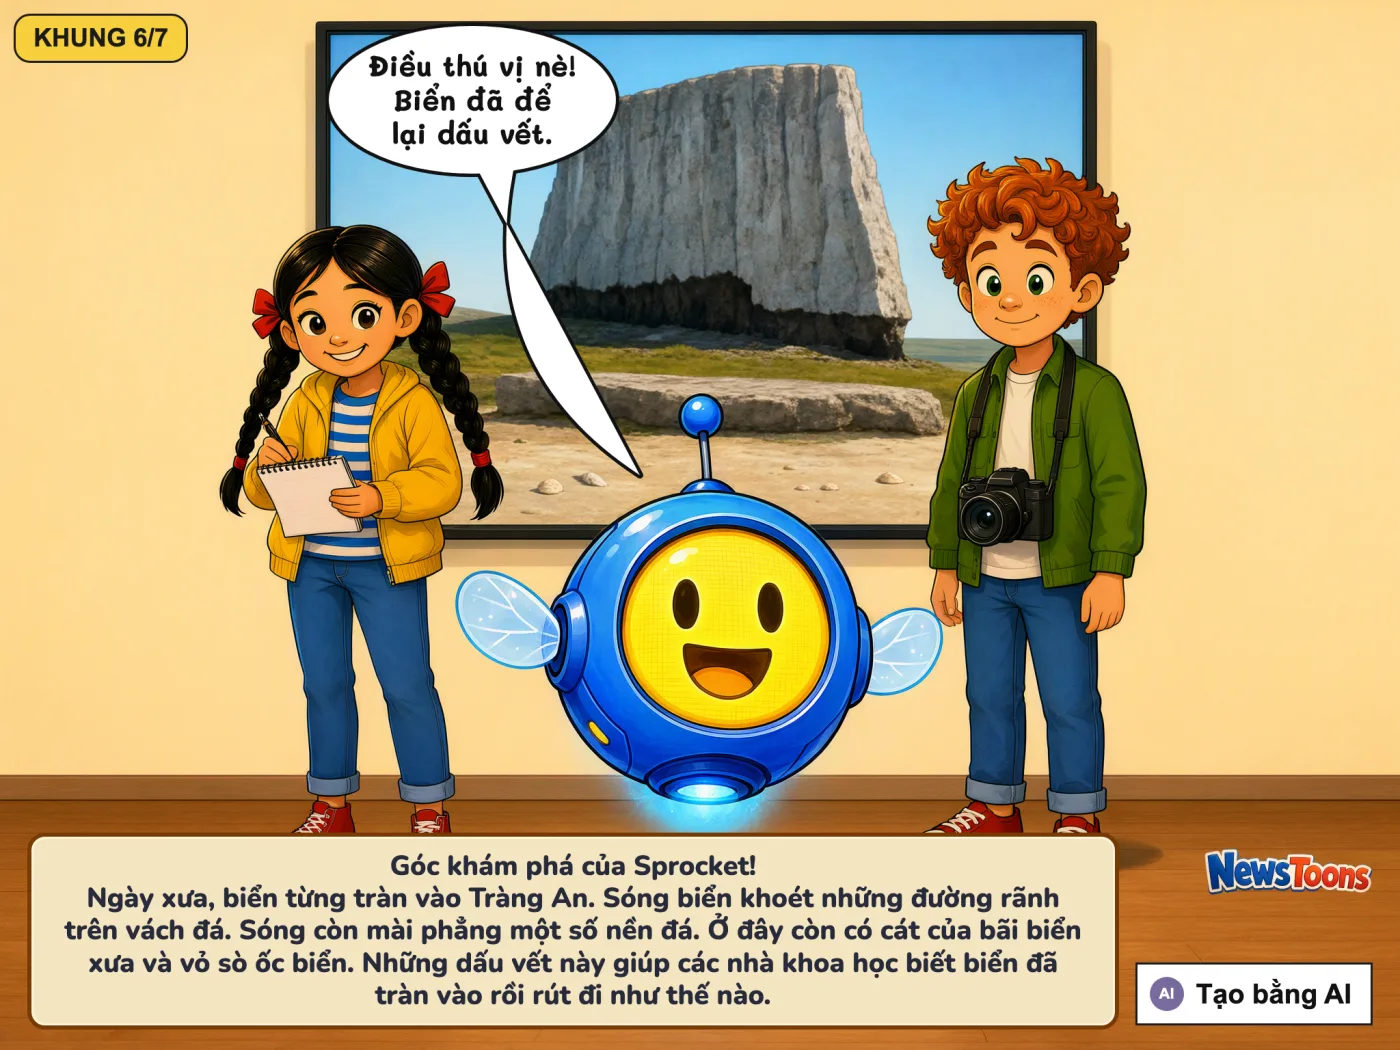 KHUNG 6/7
Điều thú vị nè!
Biển đã để
lại dấu vết.
Góc khám phá của Sprocket!
Ngày xưa, biển từng tràn vào Tràng An. Sóng biển khoét những đường rãnh
trên vách đá. Sóng còn mài phẳng một số nền đá. Ở đây còn có cát của bãi biển
xưa và vỏ sò ốc biển. Những dấu vết này giúp các nhà khoa học biết biển đã
tràn vào rồi rút đi như thế nào.
NewsToons
AI Tạo bằng AI